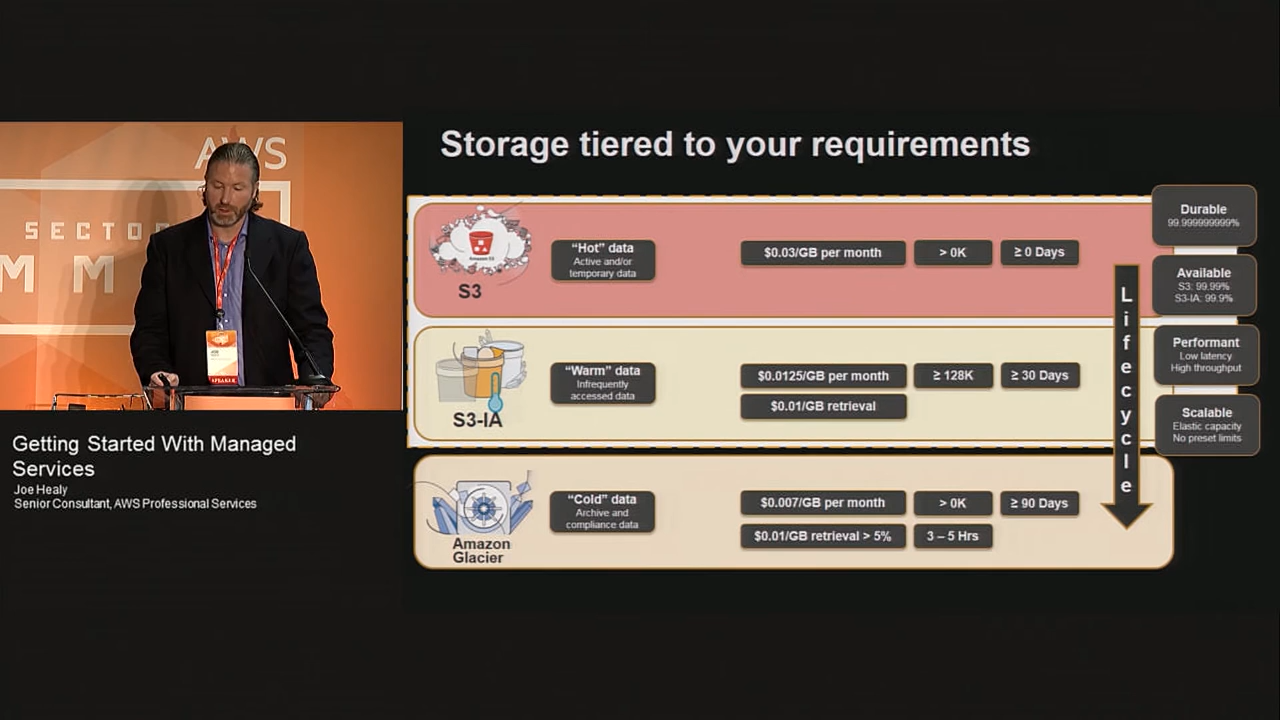 AWS
SECTOR
MM
SPEAKER
Getting Started With Managed
Services
Joe Healy
Senior Consultant, AWS Professional Services
Storage tiered to your requirements
Amazon S3
S3
“Hot” data
Active and/or
temporary data
$0.03/GB per month
> 0K
≥ 0 Days
S3-IA
“Warm” data
Infrequently
accessed data
$0.0125/GB per month
≥ 128K
≥ 30 Days
$0.01/GB retrieval
Amazon
Glacier
“Cold” data
Archive and
compliance data
$0.007/GB per month
> 0K
≥ 90 Days
$0.01/GB retrieval > 5%
3 – 5 Hrs
Lifecycle
Durable
99.999999999%
Available
S3: 99.99%
S3-IA: 99.9%
Performant
Low latency
High throughput
Scalable
Elastic capacity
No preset limits